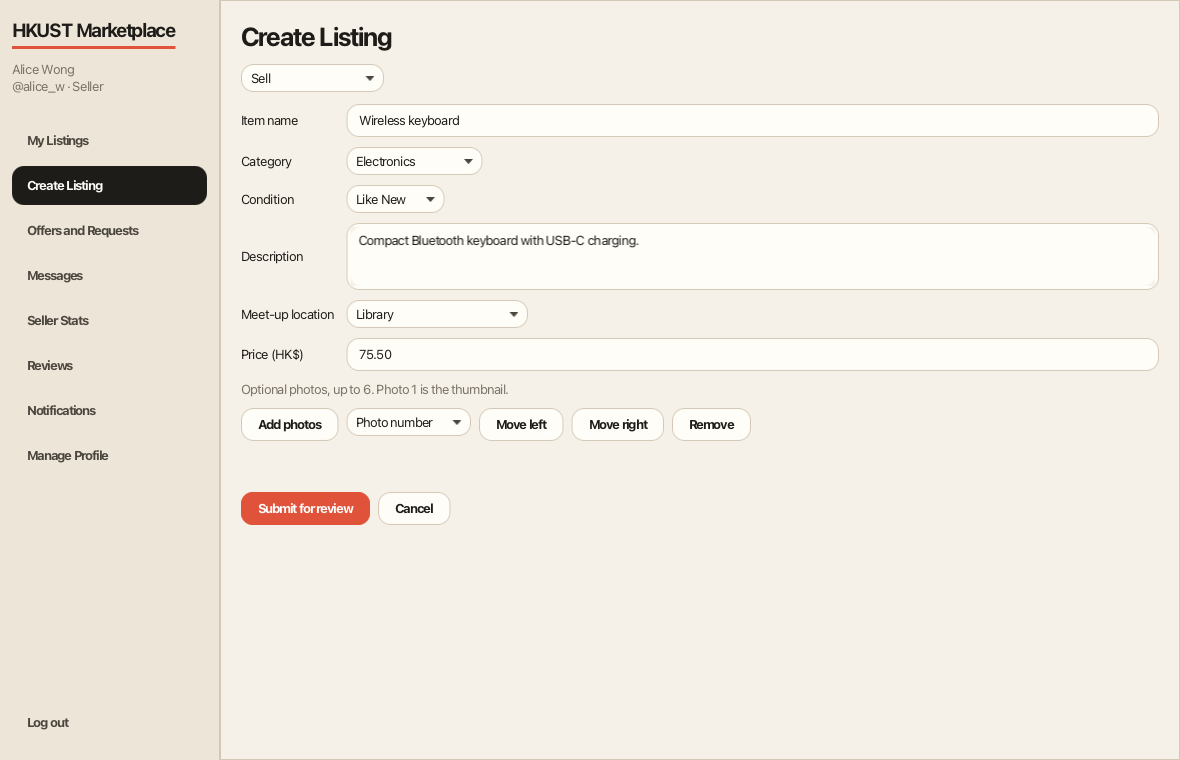 HKUST Marketplace
Alice Wong
@alice_w · Seller
My Listings
Create Listing
Offers and Requests
Messages
Seller Stats
Reviews
Notifications
Manage Profile
Log out
Create Listing
Sell
Item name Wireless keyboard
Category Electronics
Condition Like New
Description Compact Bluetooth keyboard with USB-C charging.
Meet-up location Library
Price (HK$) 75.50
Optional photos, up to 6. Photo 1 is the thumbnail.
Add photos Photo number Move left Move right Remove
Submit for review Cancel